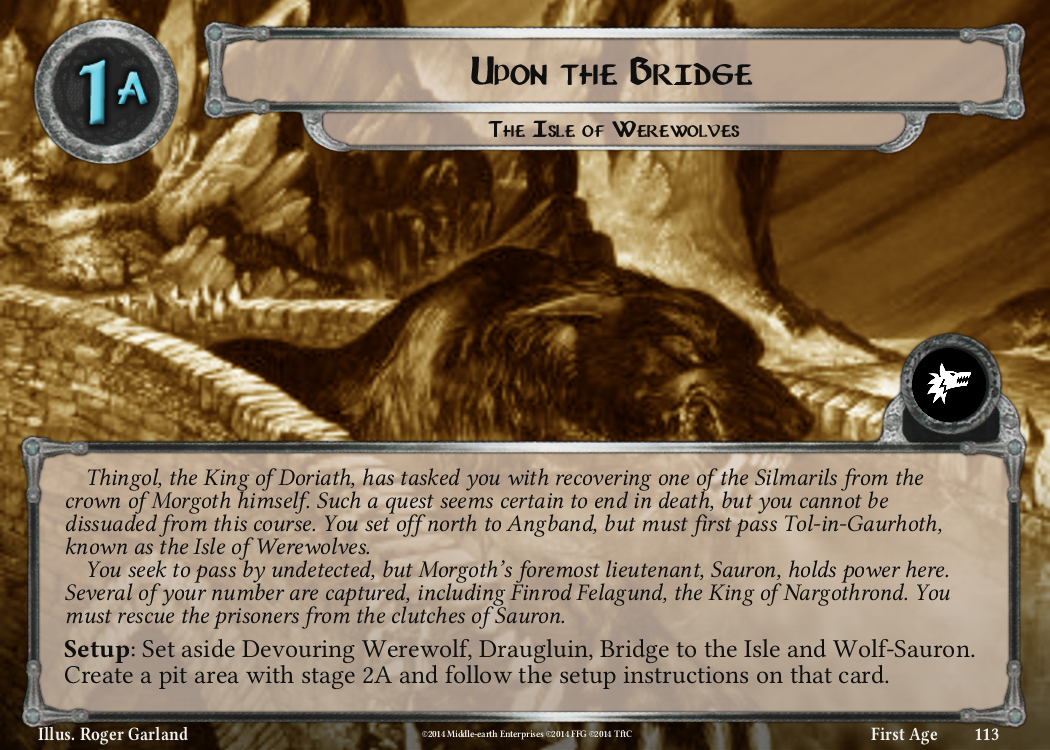 1A
Upon the Bridge
The Isle of Werewolves
Thingol, the King of Doriath, has tasked you with recovering one of the Silmarils from the
crown of Morgoth himself. Such a quest seems certain to end in death, but you cannot be
dissuaded from this course. You set off north to Angband, but must first pass Tol-in-Gaurhoth,
known as the Isle of Werewolves.
You seek to pass by undetected, but Morgoth's foremost lieutenant, Sauron, holds power here.
Several of your number are captured, including Finrod Felagund, the King of Nargothrond. You
must rescue the prisoners from the clutches of Sauron.
Setup: Set aside Devouring Werewolf, Draugluin, Bridge to the Isle and Wolf-Sauron.
Create a pit area with stage 2A and follow the setup instructions on that card.
Illus. Roger Garland
©2014 Middle-earth Enterprises ©2014 FFG ©2014 TftC
First Age 113